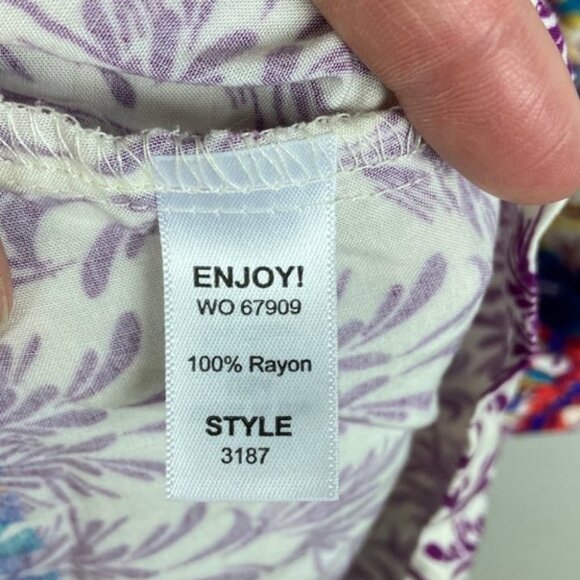 ENJOY!
WO 67909
100% Rayon
STYLE
3187